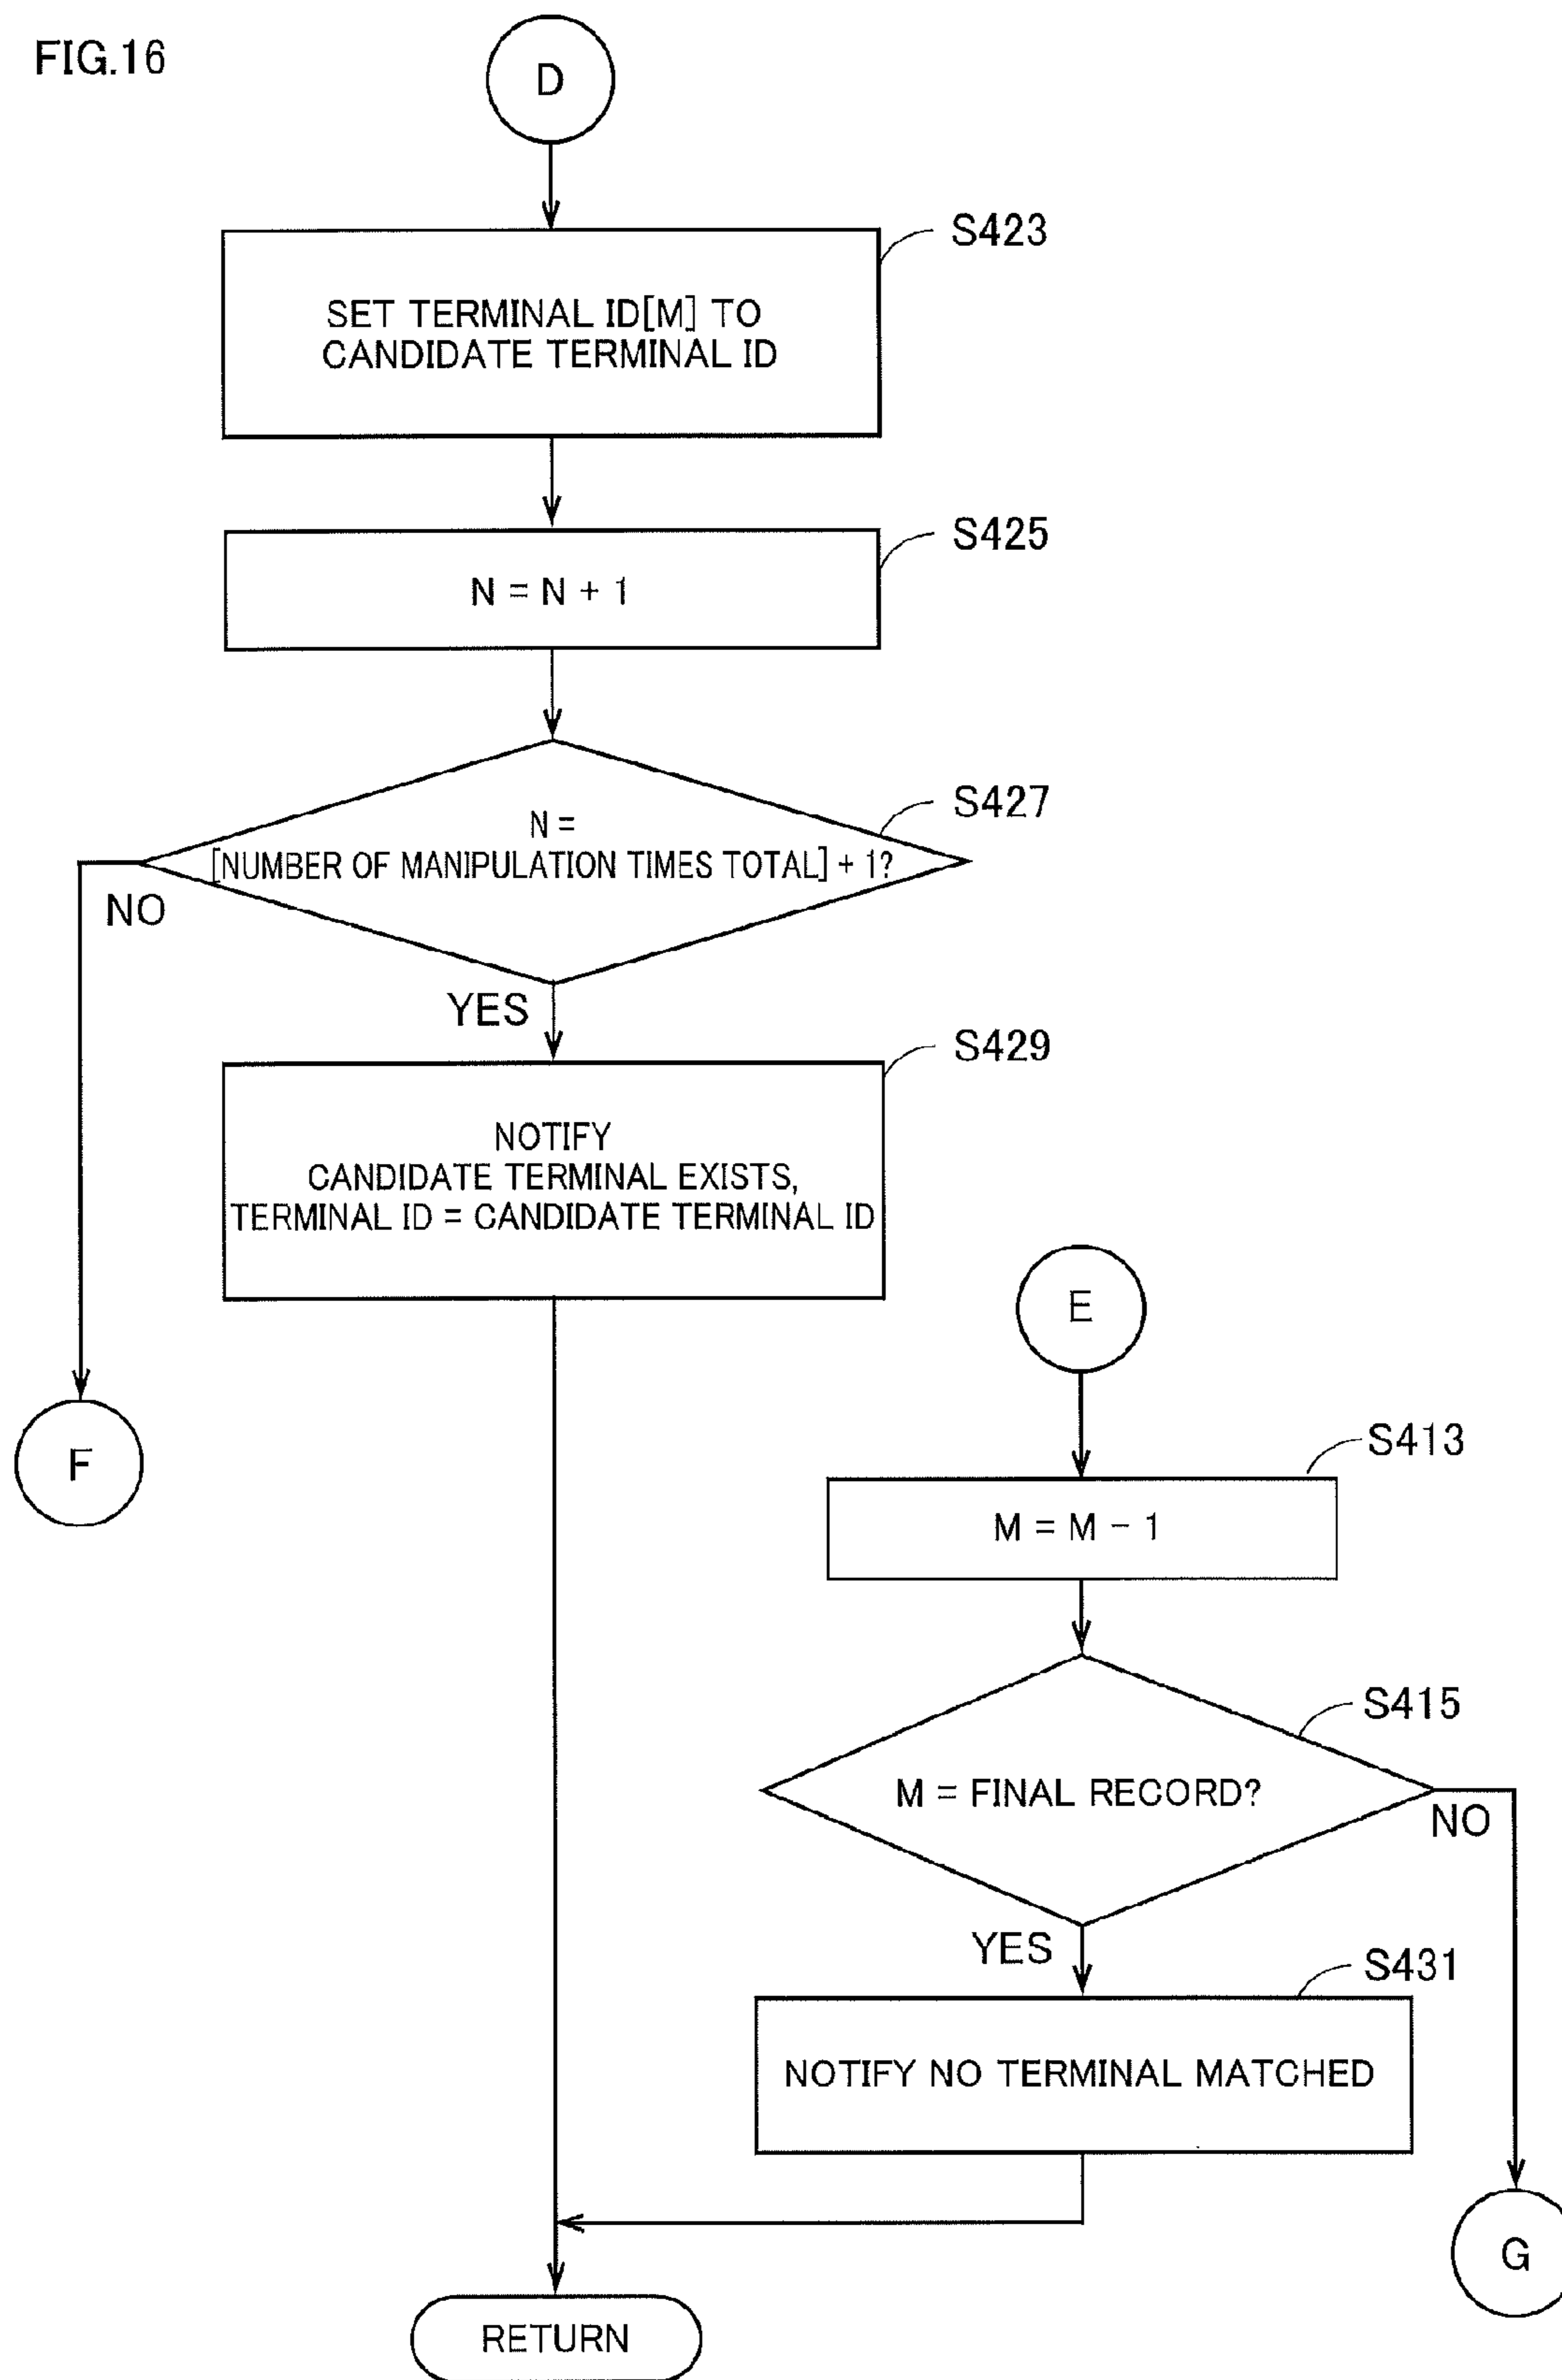 FIG.16
D
S423
SET TERMINAL ID[M] TO
CANDIDATE TERMINAL ID
S425
N = N + 1
S427
N =
[NUMBER OF MANIPULATION TIMES TOTAL] + 1?
NO
YES
S429
NOTIFY
CANDIDATE TERMINAL EXISTS,
TERMINAL ID = CANDIDATE TERMINAL ID
F
E
S413
M = M - 1
S415
M = FINAL RECORD?
NO
YES
S431
NOTIFY NO TERMINAL MATCHED
G
RETURN